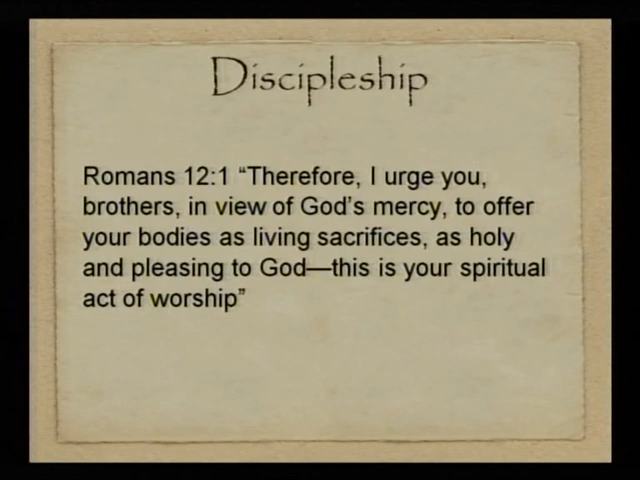 Discipleship
Romans 12:1 “Therefore, I urge you,
brothers, in view of God’s mercy, to offer
your bodies as living sacrifices, as holy
and pleasing to God—this is your spiritual
act of worship”